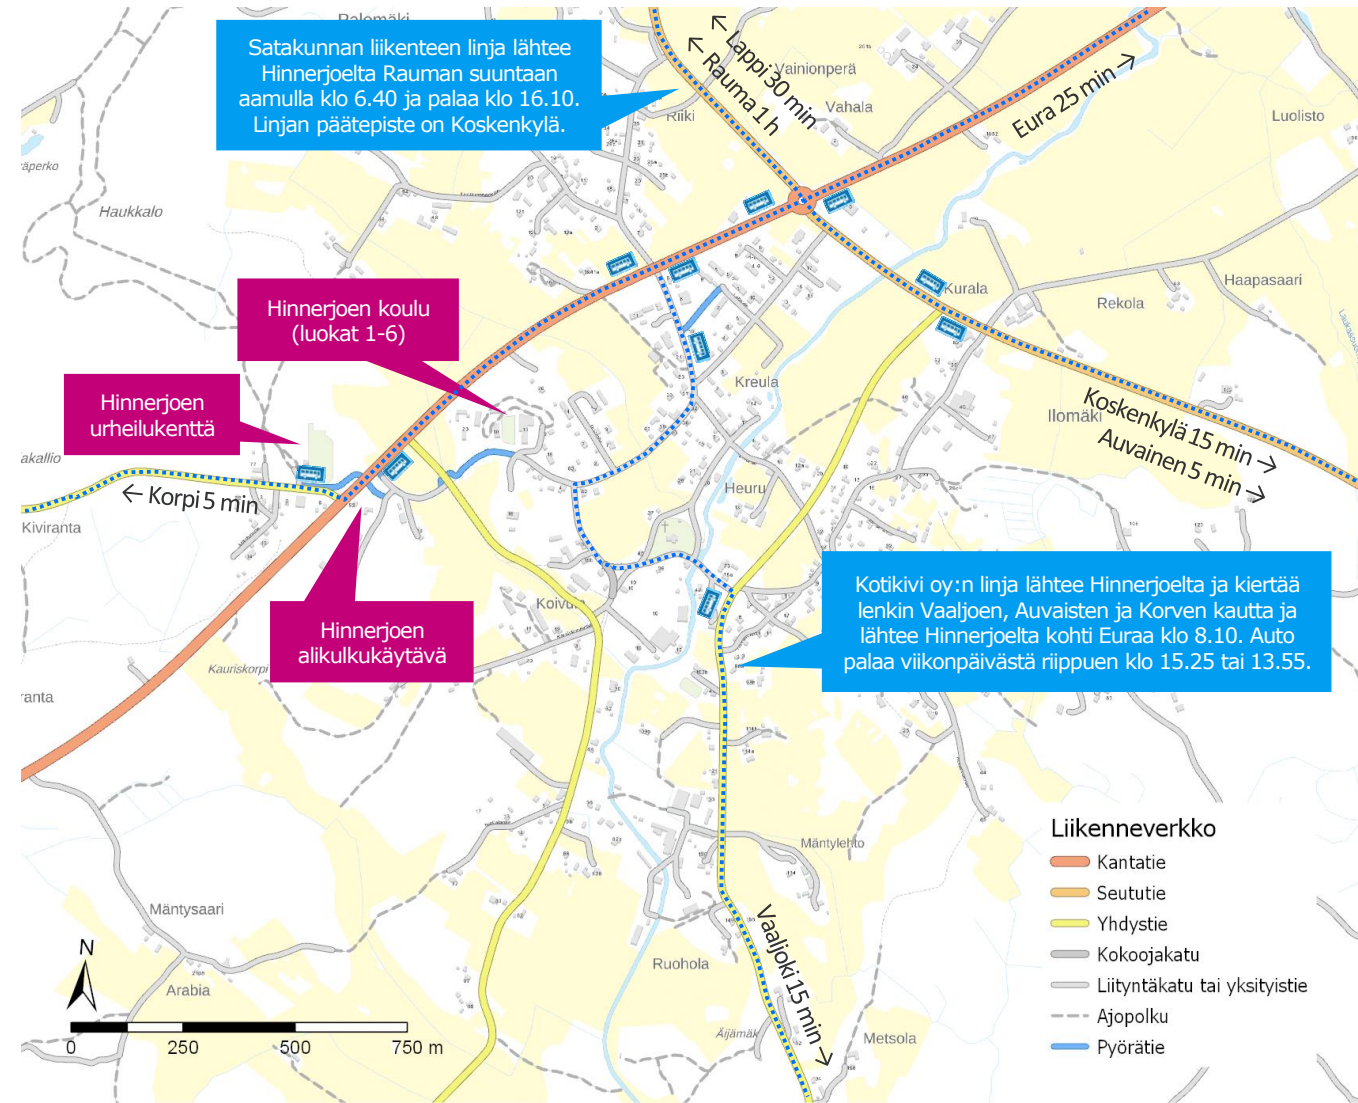 Palomäki
Satakunnan liikenteen linja lähtee
Hinnerjoelta Rauman suuntaan
aamulla klo 6.40 ja palaa klo 16.10.
Linjan päätepiste on Koskenkylä.
← Lappi 30 min
← Rauma 1 h
Vainionperä
Vahala
Riiki
Eura 25 min →
Luolisto
Haukkalo
Hinnerjoen koulu
(luokat 1-6)
Kurala
Rekola
Haapasaari
Hinnerjoen
urheilukenttä
Kreula
Ilomäki
Koskenkylä 15 min →
Auvainen 5 min →
akallio
← Korpi 5 min
Kiviranta
Heuru
Koivula
Hinnerjoen
alikulkukäytävä
Kauriskorpi
ranta
Kotikivi oy:n linja lähtee Hinnerjoelta ja kiertää
lenkin Vaaljoen, Auvaisten ja Korven kautta ja
lähtee Hinnerjoelta kohti Euraa klo 8.10. Auto
palaa viikonpäivästä riippuen klo 15.25 tai 13.55.
Mäntylehto
Mäntysaari
Arabia
Ruohola
Vaaljoki 15 min →
Äijämäk
Metsola
N
0 250 500 750 m
Liikenneverkko
Kantatie
Seututie
Yhdystie
Kokoojakatu
Liityntäkatu tai yksityistie
Ajopolku
Pyörätie